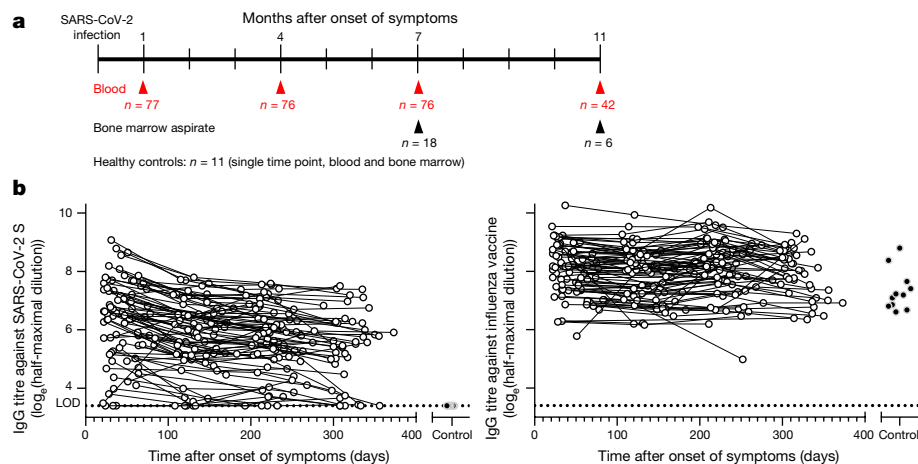 a
Months after onset of symptoms
SARS-CoV-2
infection
1 4 7 11
Blood
n = 77 n = 76 n = 76 n = 42
Bone marrow aspirate
n = 18 n = 6
Healthy controls: n = 11 (single time point, blood and bone marrow)
b
IgG titre against SARS-CoV-2 S
(logₑ(half-maximal dilution))
10
8
6
4
LOD
0 100 200 300 400 Control
Time after onset of symptoms (days)
IgG titre against influenza vaccine
(logₑ(half-maximal dilution))
0 100 200 300 400 Control
Time after onset of symptoms (days)